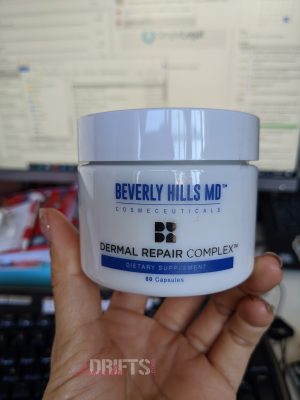 BEVERLY HILLS MD™
COSMECEUTICALS
DERMAL REPAIR COMPLEX™
DIETARY SUPPLEMENT
60 Capsules
DRIFTS